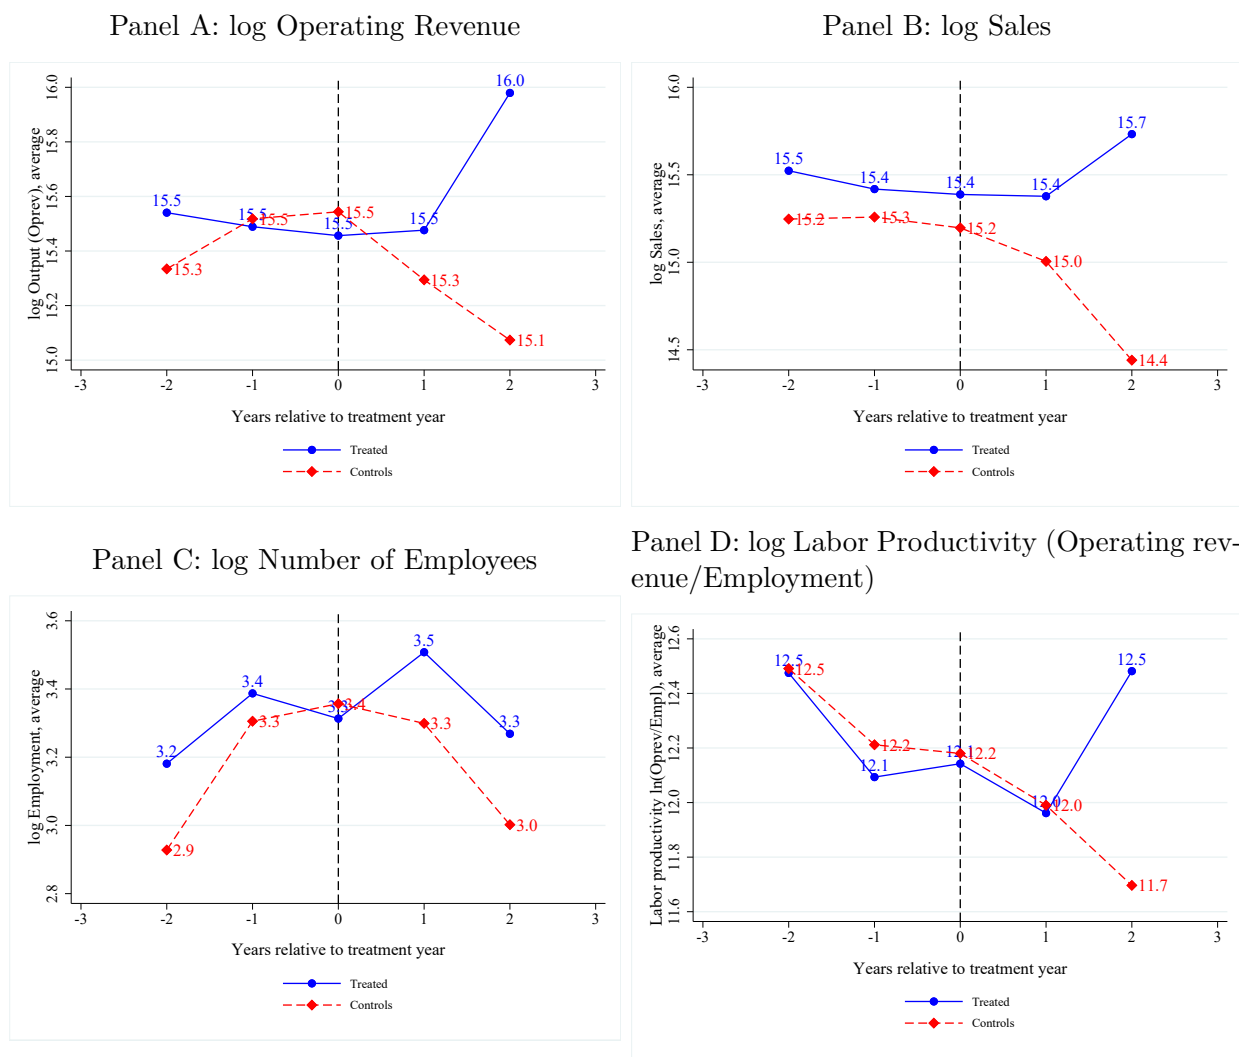 Panel A: log Operating Revenue
log Output (Oprev), average
16.0
15.8
15.6
15.4
15.2
15.0
15.5
15.5
15.5
15.5
16.0
15.3
15.5
15.5
15.3
15.1
-3 -2 -1 0 1 2 3
Years relative to treatment year
Treated
Controls
Panel B: log Sales
log Sales, average
16.0
15.5
15.0
14.5
15.5
15.4
15.4
15.4
15.7
15.2
15.3
15.2
15.0
14.4
-3 -2 -1 0 1 2 3
Years relative to treatment year
Treated
Controls
Panel C: log Number of Employees
log Employment, average
3.6
3.4
3.2
3.0
2.8
3.2
3.4
3.3
3.5
3.3
2.9
3.3
3.4
3.3
3.0
-3 -2 -1 0 1 2 3
Years relative to treatment year
Treated
Controls
Panel D: log Labor Productivity (Operating rev-
enue/Employment)
Labor productivity ln(Oprev/Empl), average
12.6
12.4
12.2
12.0
11.8
11.6
12.5
12.1
12.1
12.0
12.5
12.5
12.2
12.2
12.0
11.7
-3 -2 -1 0 1 2 3
Years relative to treatment year
Treated
Controls